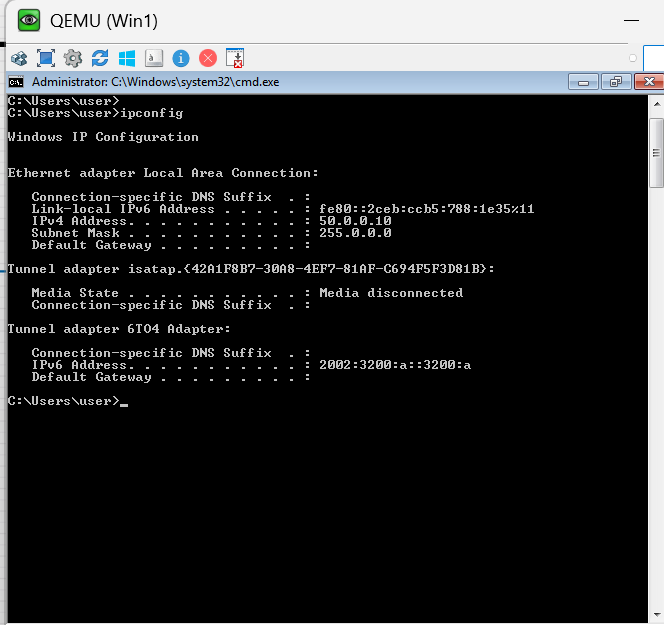 QEMU (Win1)
Administrator: C:\Windows\system32\cmd.exe
C:\Users\user>
C:\Users\user>ipconfig
Windows IP Configuration
Ethernet adapter Local Area Connection:
   Connection-specific DNS Suffix  . :
   Link-local IPv6 Address . . . . . : fe80::2ceb:ccb5:788:1e35%11
   IPv4 Address. . . . . . . . . . . : 50.0.0.10
   Subnet Mask . . . . . . . . . . . : 255.0.0.0
   Default Gateway . . . . . . . . . :
Tunnel adapter isatap.{42A1F8B7-30A8-4EF7-81AF-C694F5F3D81B}:
   Media State . . . . . . . . . . . : Media disconnected
   Connection-specific DNS Suffix  . :
Tunnel adapter 6TO4 Adapter:
   Connection-specific DNS Suffix  . :
   IPv6 Address. . . . . . . . . . . : 2002:3200:a::3200:a
   Default Gateway . . . . . . . . . :
C:\Users\user>_